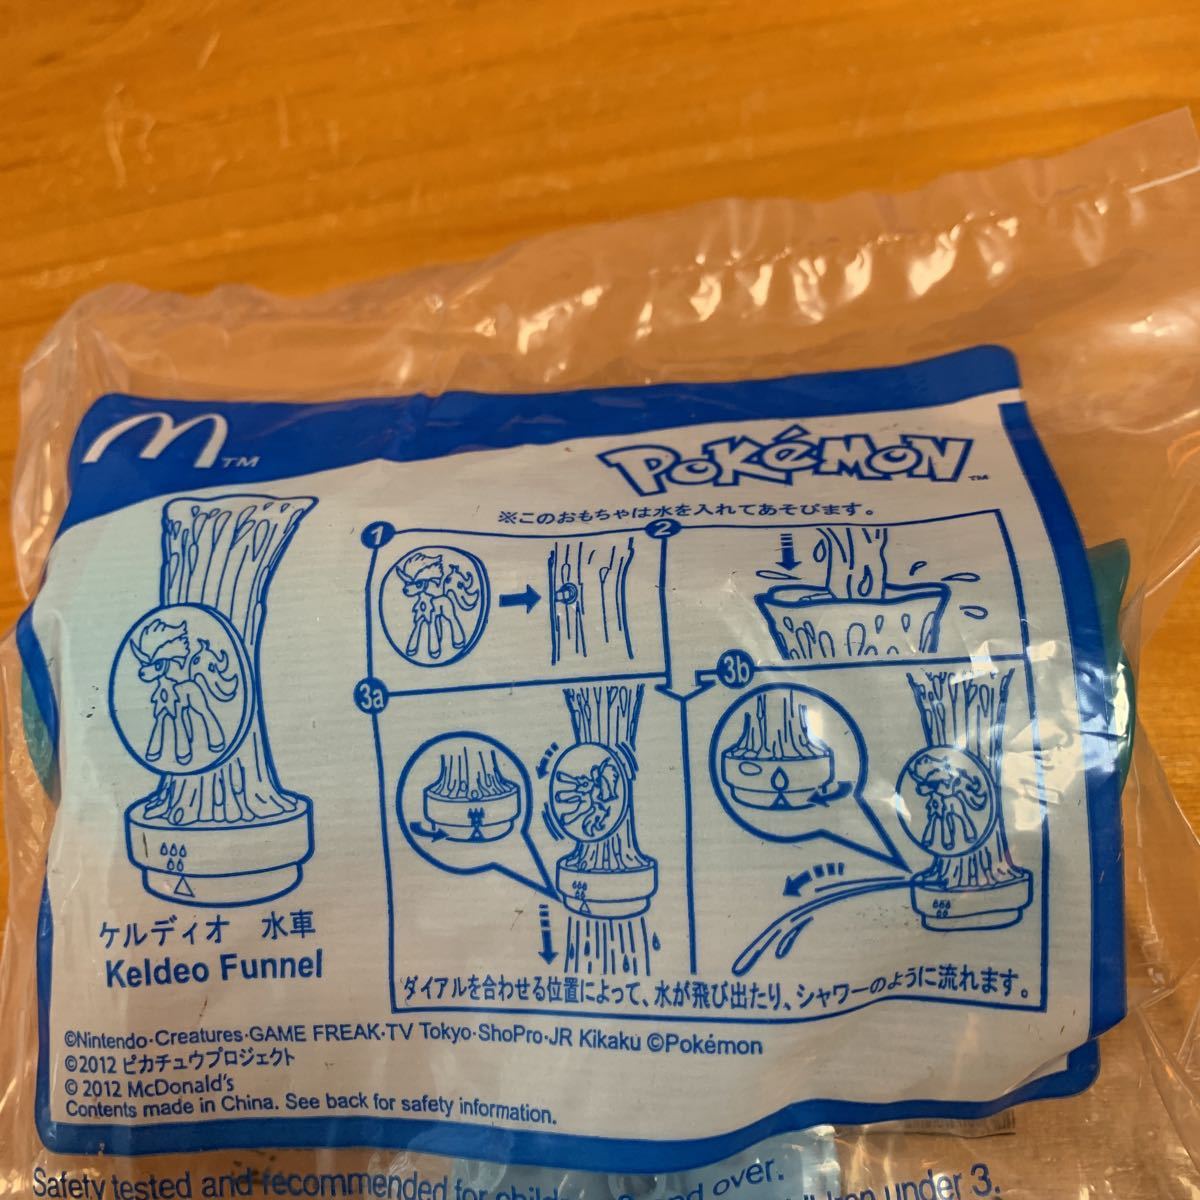 M™
POKéMON™
※このおもちゃは水を入れてあそびます。
1
2
3a
3b
ケルディオ 水車
Keldeo Funnel
ダイアルを合わせる位置によって、水が飛び出たり、シャワーのように流れます。
©Nintendo·Creatures·GAME FREAK·TV Tokyo·ShoPro·JR Kikaku ©Pokémon
©2012 ピカチュウプロジェクト
© 2012 McDonald's
Contents made in China. See back for safety information.
Safety tested and recommended for and over.
under 3.